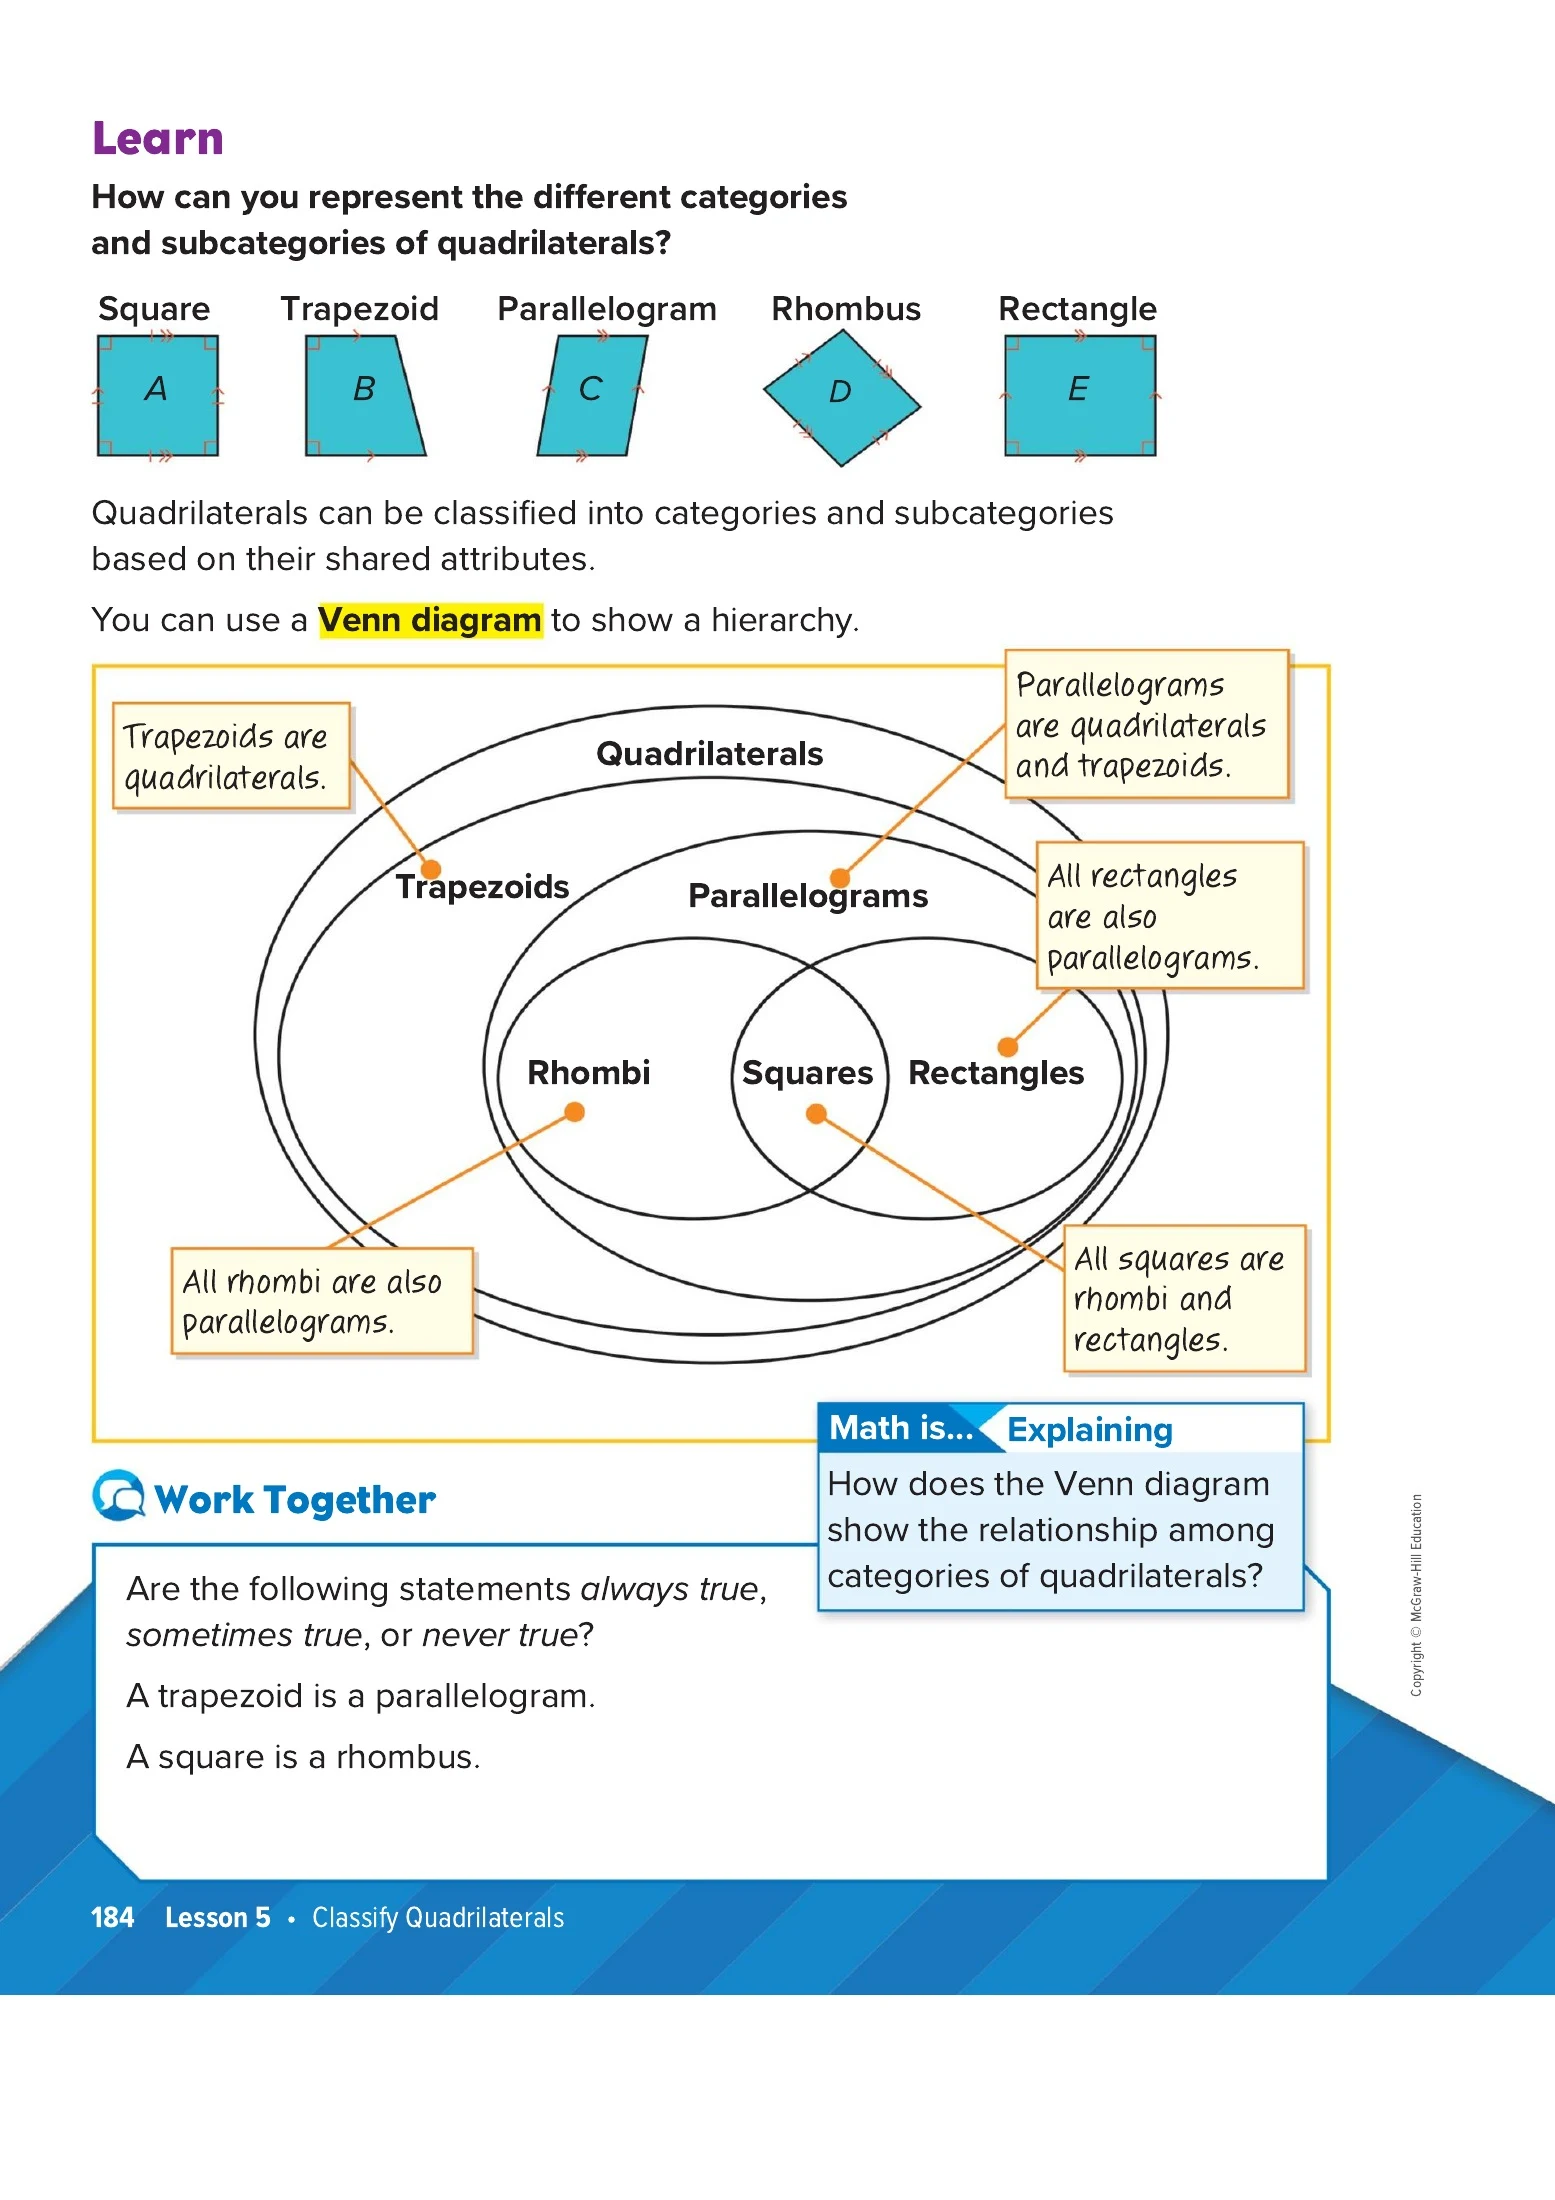 Learn
How can you represent the different categories
and subcategories of quadrilaterals?
Square Trapezoid Parallelogram Rhombus Rectangle
A B C D E
Quadrilaterals can be classified into categories and subcategories
based on their shared attributes.
You can use a Venn diagram to show a hierarchy.
Trapezoids are
quadrilaterals.
Quadrilaterals
Parallelograms
are quadrilaterals
and trapezoids.
Trapezoids
Parallelograms
All rectangles
are also
parallelograms.
Rhombi Squares Rectangles
All rhombi are also
parallelograms.
All squares are
rhombi and
rectangles.
Math is... Explaining
How does the Venn diagram
show the relationship among
categories of quadrilaterals?
Work Together
Are the following statements always true,
sometimes true, or never true?
A trapezoid is a parallelogram.
A square is a rhombus.
Copyright © McGraw-Hill Education
184 Lesson 5 • Classify Quadrilaterals